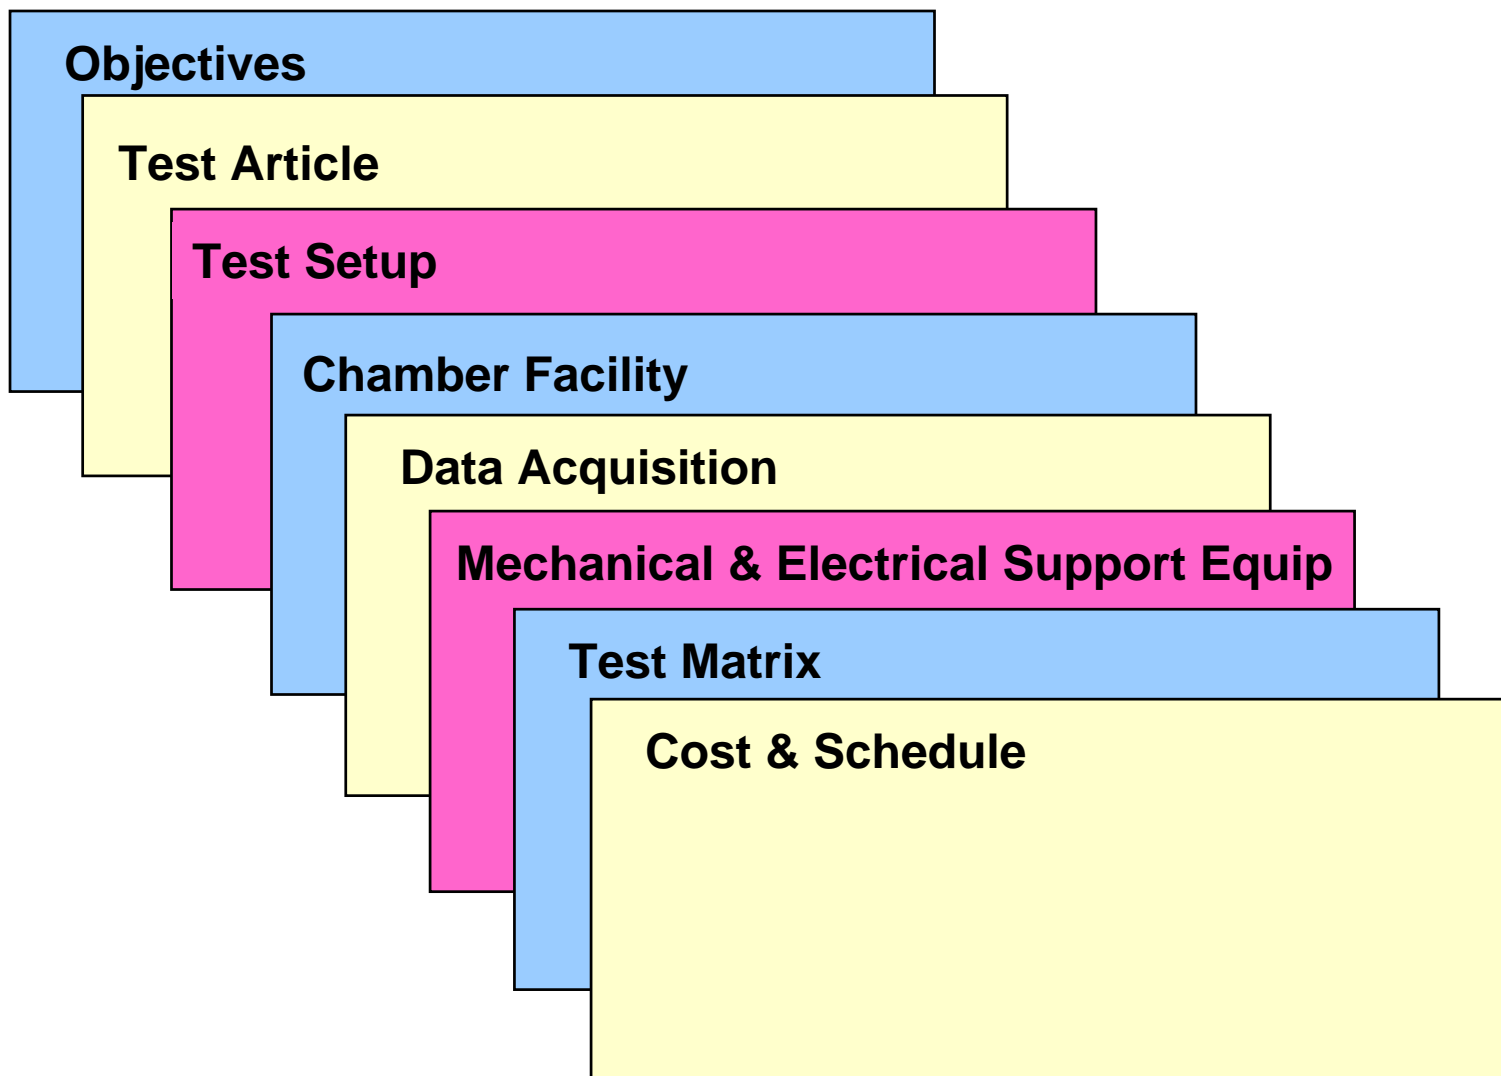 Objectives
Test Article
Test Setup
Chamber Facility
Data Acquisition
Mechanical & Electrical Support Equip
Test Matrix
Cost & Schedule